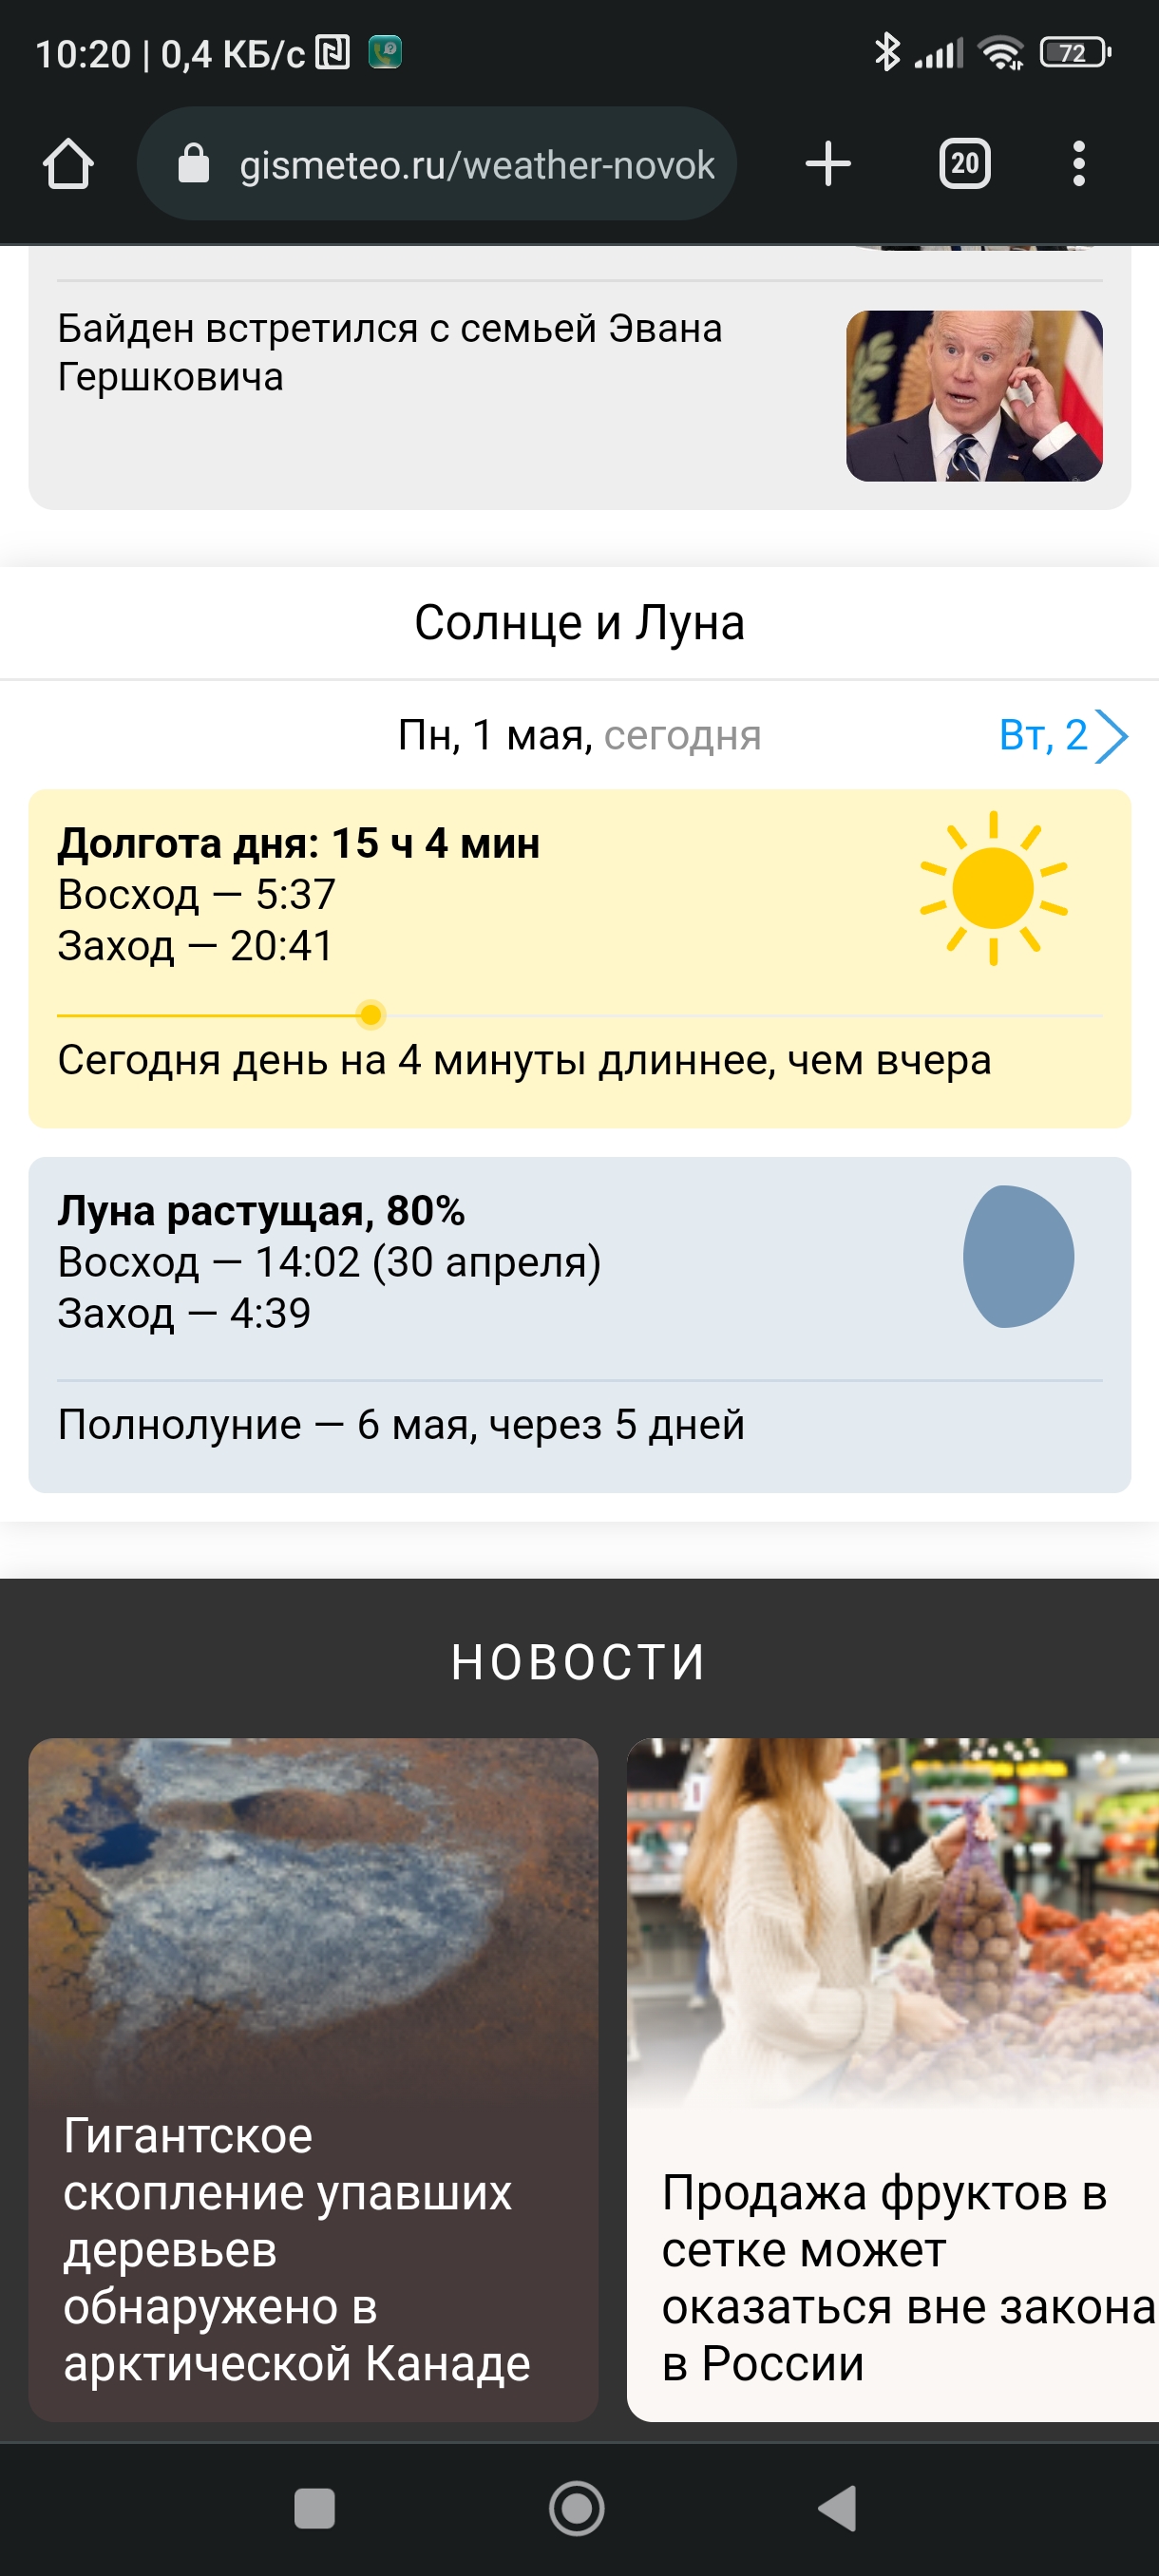 10:20 | 0,4 КБ/с
72
gismeteo.ru/weather-novok
20
Байден встретился с семьей Эвана
Гершковича
Солнце и Луна
Пн, 1 мая, сегодня
Вт, 2
Долгота дня: 15 ч 4 мин
Восход — 5:37
Заход — 20:41
Сегодня день на 4 минуты длиннее, чем вчера
Луна растущая, 80%
Восход — 14:02 (30 апреля)
Заход — 4:39
Полнолуние — 6 мая, через 5 дней
НОВОСТИ
Гигантское
скопление упавших
деревьев
обнаружено в
арктической Канаде
Продажа фруктов в
сетке может
оказаться вне закона
в России